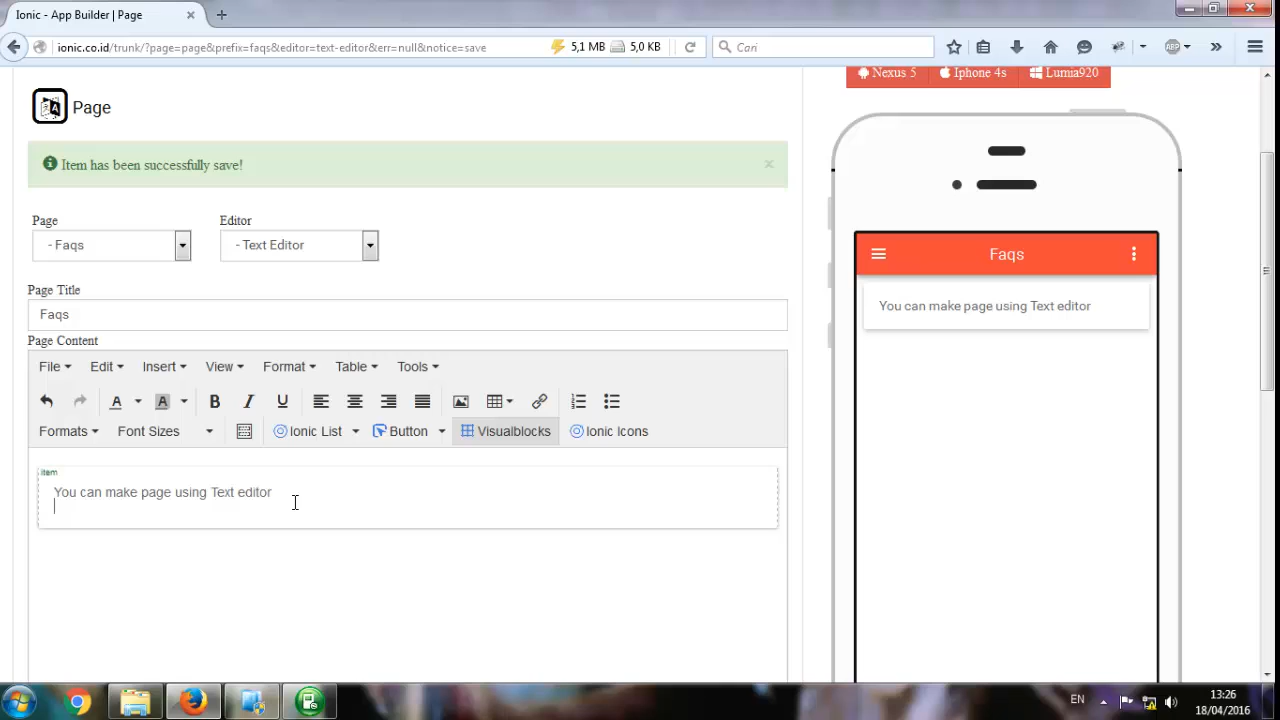 Ionic - App Builder | Page
ionic.co.id/trunk/?page=page&prefix=faqs&editor=text-editor&err=null&notice=save
5,1 MB
5,0 KB
Cari
ABP
Nexus 5
Iphone 4s
Lumia920
Page
Item has been successfully save!
Page
Editor
- Faqs
- Text Editor
Page Title
Faqs
Page Content
File
Edit
Insert
View
Format
Table
Tools
A
A
B
I
U
Formats
Font Sizes
Ionic List
Button
Visualblocks
Ionic Icons
item
You can make page using Text editor
Faqs
You can make page using Text editor
EN
13:26
18/04/2016